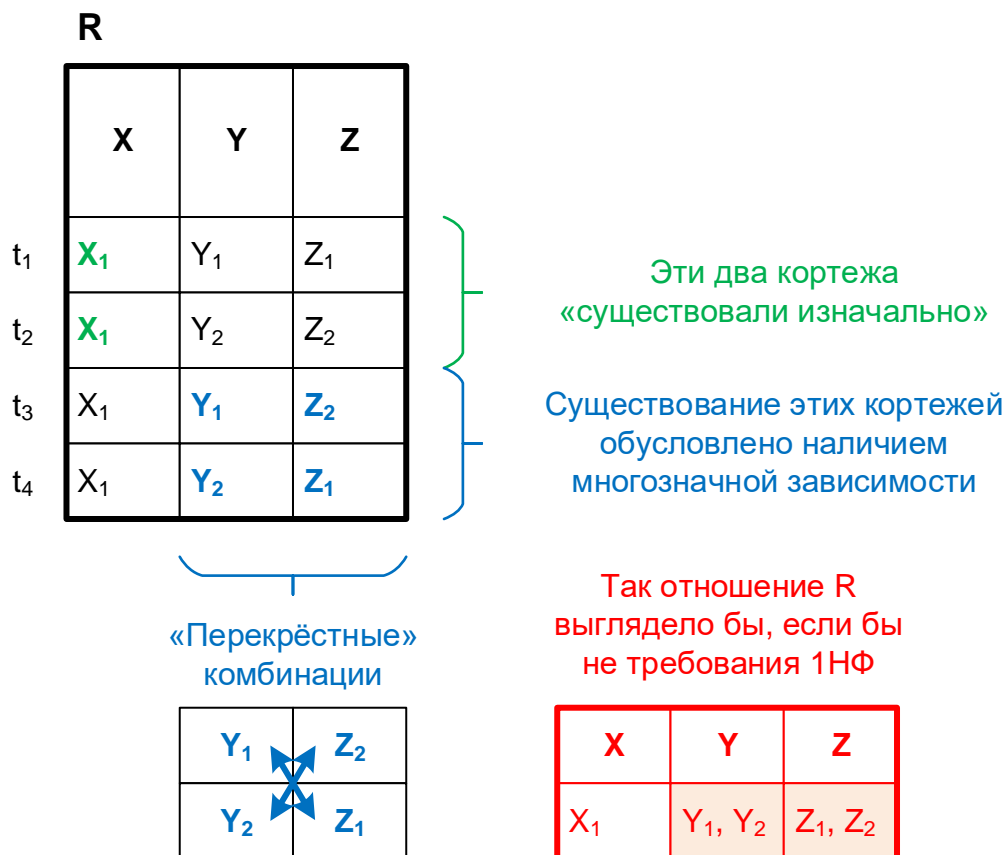 R
X Y Z
t₁ X₁ Y₁ Z₁
t₂ X₁ Y₂ Z₂
t₃ X₁ Y₁ Z₂
t₄ X₁ Y₂ Z₁
Эти два кортежа
«существовали изначально»
Существование этих кортежей
обусловлено наличием
многозначной зависимости
«Перекрёстные»
комбинации
Y₁ Z₂
Y₂ Z₁
Так отношение R
выглядело бы, если бы
не требования 1НФ
X Y Z
X₁ Y₁, Y₂ Z₁, Z₂